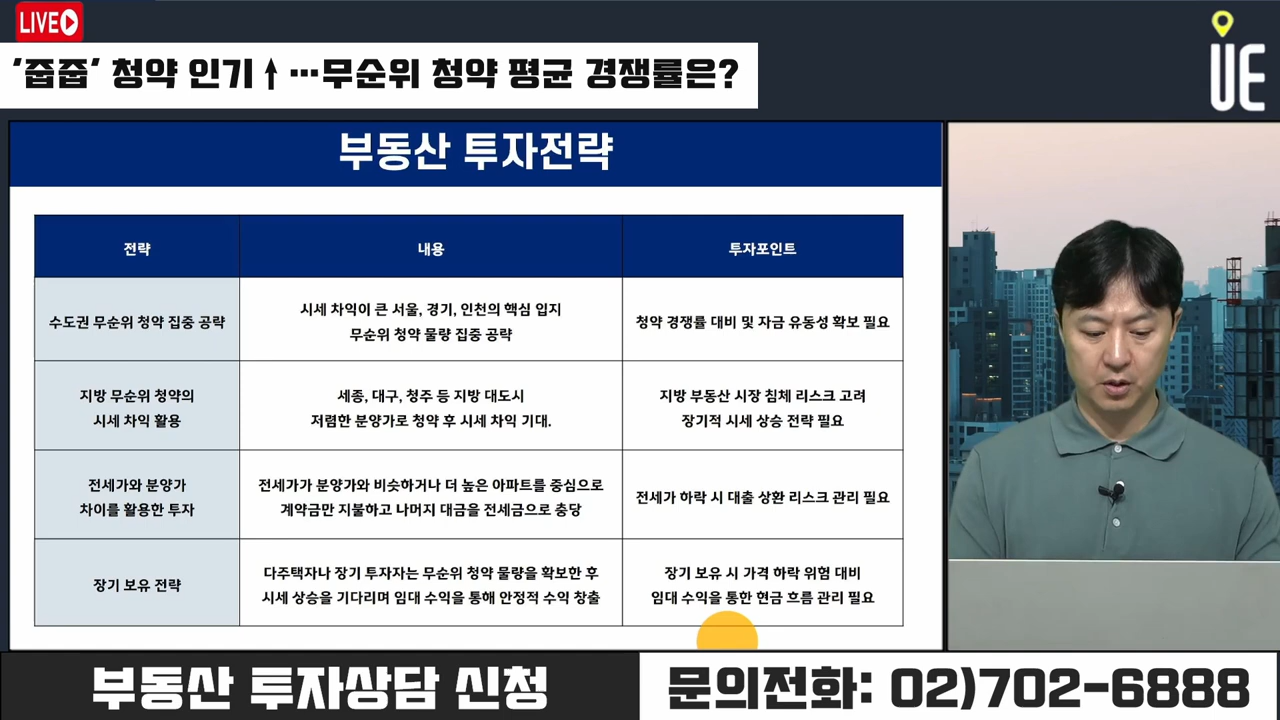 LIVE
'줍줍' 청약 인기↑…무순위 청약 평균 경쟁률은?
UE
부동산 투자전략
전략
내용
투자포인트
수도권 무순위 청약 집중 공략
시세 차익이 큰 서울, 경기, 인천의 핵심 입지
무순위 청약 물량 집중 공략
청약 경쟁률 대비 및 자금 유동성 확보 필요
지방 무순위 청약의
시세 차익 활용
세종, 대구, 청주 등 지방 대도시
저렴한 분양가로 청약 후 시세 차익 기대.
지방 부동산 시장 침체 리스크 고려
장기적 시세 상승 전략 필요
전세가와 분양가
차이를 활용한 투자
전세가가 분양가와 비슷하거나 더 높은 아파트를 중심으로
계약금만 지불하고 나머지 대금을 전세금으로 충당
전세가 하락 시 대출 상환 리스크 관리 필요
장기 보유 전략
다주택자나 장기 투자자는 무순위 청약 물량을 확보한 후
시세 상승을 기다리며 임대 수익을 통해 안정적 수익 창출
장기 보유 시 가격 하락 위험 대비
임대 수익을 통한 현금 흐름 관리 필요
부동산 투자상담 신청
문의전화: 02)702-6888